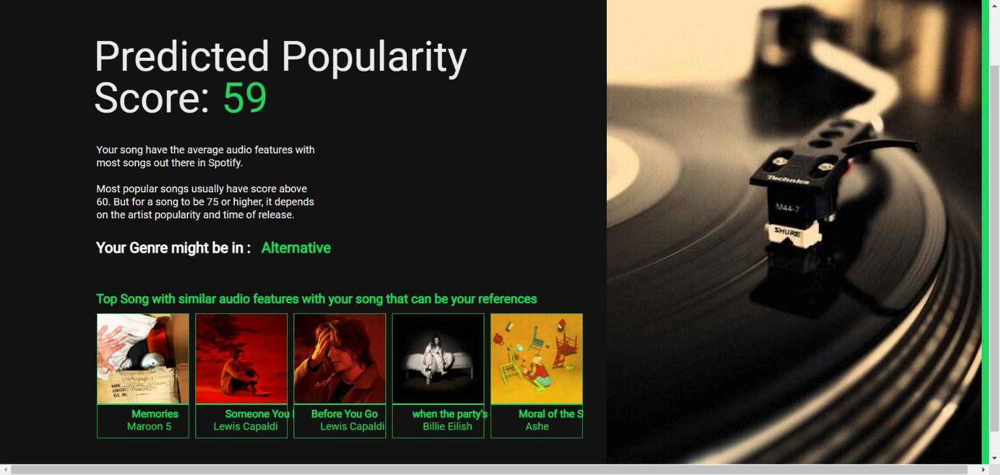 Predicted Popularity
Score: 59
Your song have the average audio features with
most songs out there in Spotify.
Most popular songs usually have score above
60. But for a song to be 75 or higher, it depends
on the artist popularity and time of release.
Your Genre might be in : Alternative
Top Song with similar audio features with your song that can be your references
NAME
CONTENT
REG. NO.
Memories
Maroon 5
Someone You
Lewis Capaldi
Before You Go
Lewis Capaldi
when the party's
Billie Eilish
Moral of the S
Ashe
Technics
M44-7
SHURE